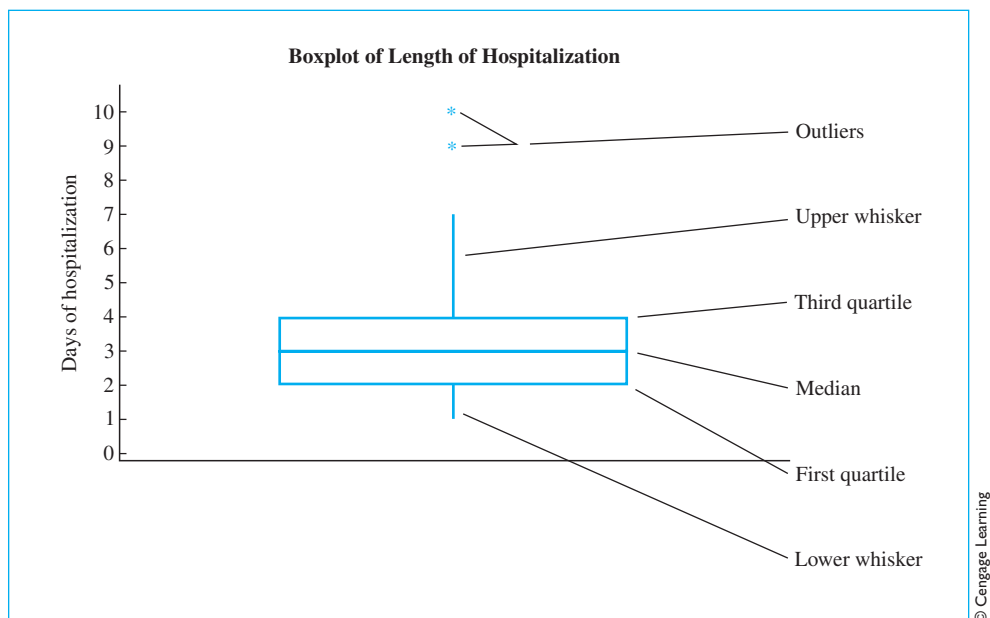 Boxplot of Length of Hospitalization
Days of hospitalization
10
9
8
7
6
5
4
3
2
1
0
*
*
Outliers
Upper whisker
Third quartile
Median
First quartile
Lower whisker
© Cengage Learning